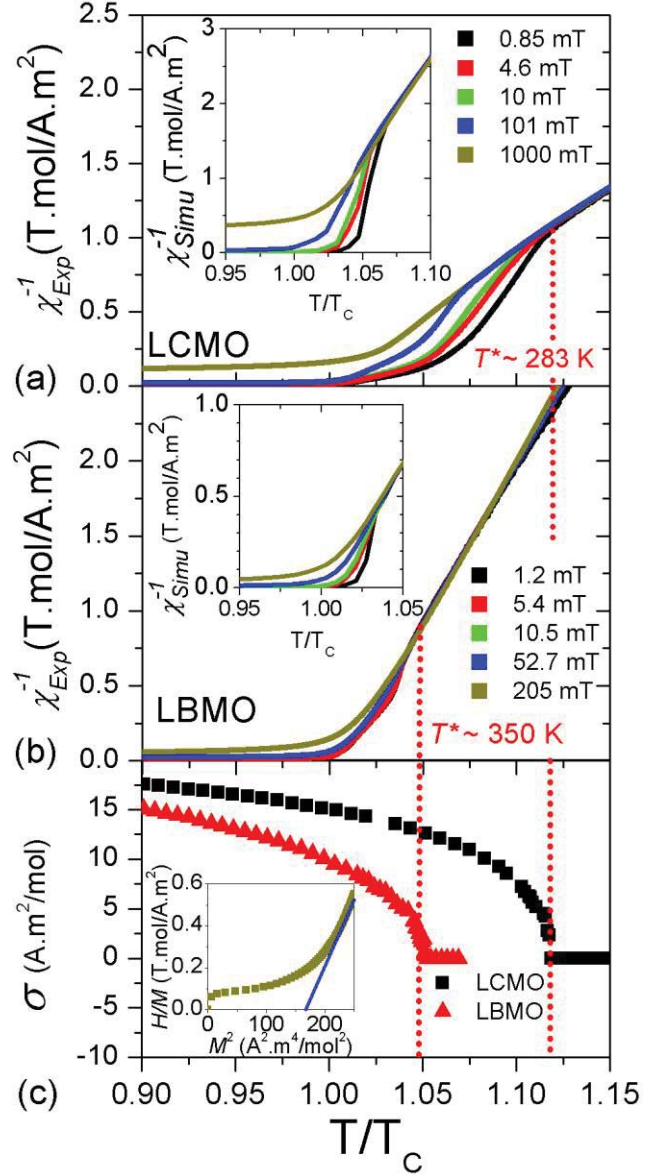 2.5
2.0
1.5
1.0
0.5
0.0
χ⁻¹Exp(T.mol/A.m²)
3
2
1
0
χ⁻¹Simu (T.mol/A.m²)
0.95 1.00 1.05 1.10
T/TC
0.85 mT
4.6 mT
10 mT
101 mT
1000 mT
LCMO
T*~ 283 K
(a)
2.0
1.5
1.0
0.5
0.0
χ⁻¹Exp(T.mol/A.m²)
1.0
0.6
0.3
0.0
χ⁻¹Simu (T.mol/A.m²)
0.95 1.00 1.05
T/TC
1.2 mT
5.4 mT
10.5 mT
52.7 mT
205 mT
LBMO
T*~ 350 K
(b)
15
10
5
0
-5
-10
σ (A.m²/mol)
0.6
0.4
0.2
0.0
H/M (T.mol/A.m²)
0 100 200
M² (A².m⁴/mol²)
LCMO
LBMO
(c)
0.90 0.95 1.00 1.05 1.10 1.15
T/TC